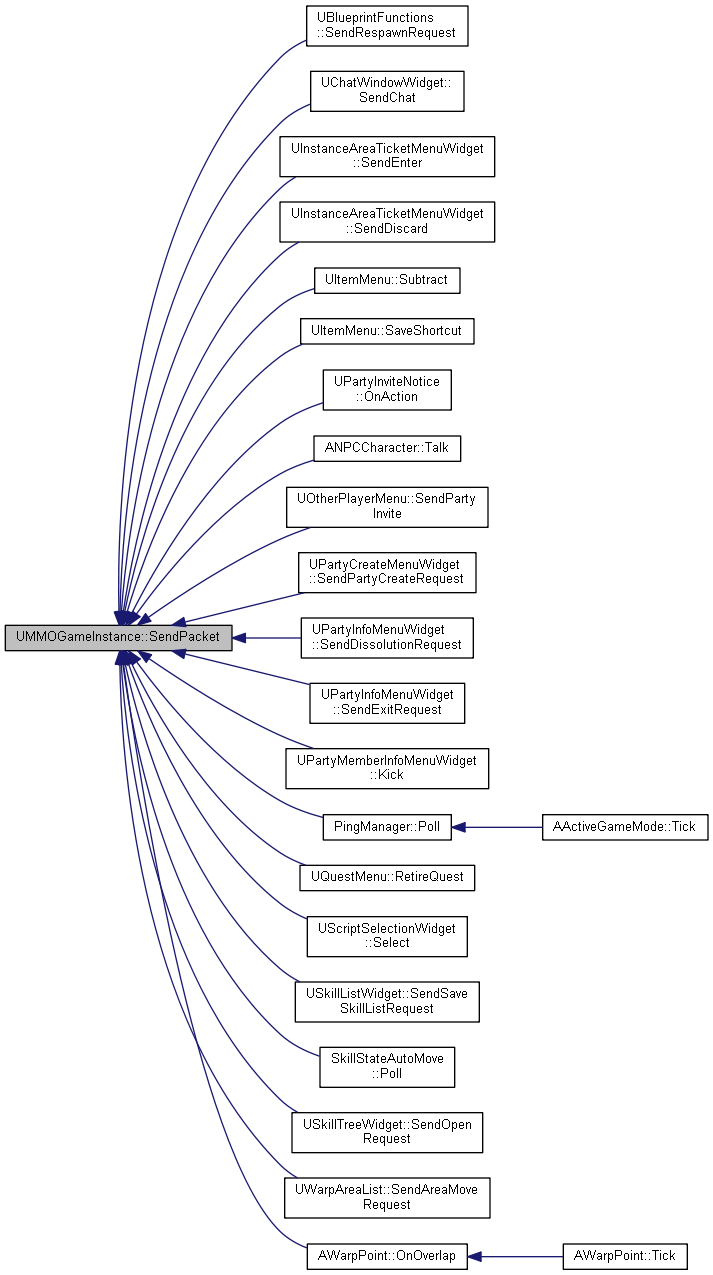 UBlueprintFunctions
::SendRespawnRequest
UChatWindowWidget::
SendChat
UInstanceAreaTicketMenuWidget
::SendEnter
UInstanceAreaTicketMenuWidget
::SendDiscard
UItemMenu::Subtract
UItemMenu::SaveShortcut
UPartyInviteNotice
::OnAction
ANPCCharacter::Talk
UOtherPlayerMenu::SendParty
Invite
UPartyCreateMenuWidget
::SendPartyCreateRequest
UMMOGameInstance::SendPacket
UPartyInfoMenuWidget
::SendDissolutionRequest
UPartyInfoMenuWidget
::SendExitRequest
UPartyMemberInfoMenuWidget
::Kick
PingManager::Poll
AActiveGameMode::Tick
UQuestMenu::RetireQuest
UScriptSelectionWidget
::Select
USkillListWidget::SendSave
SkillListRequest
SkillStateAutoMove
::Poll
USkillTreeWidget::SendOpen
Request
UWarpAreaList::SendAreaMove
Request
AWarpPoint::OnOverlap
AWarpPoint::Tick